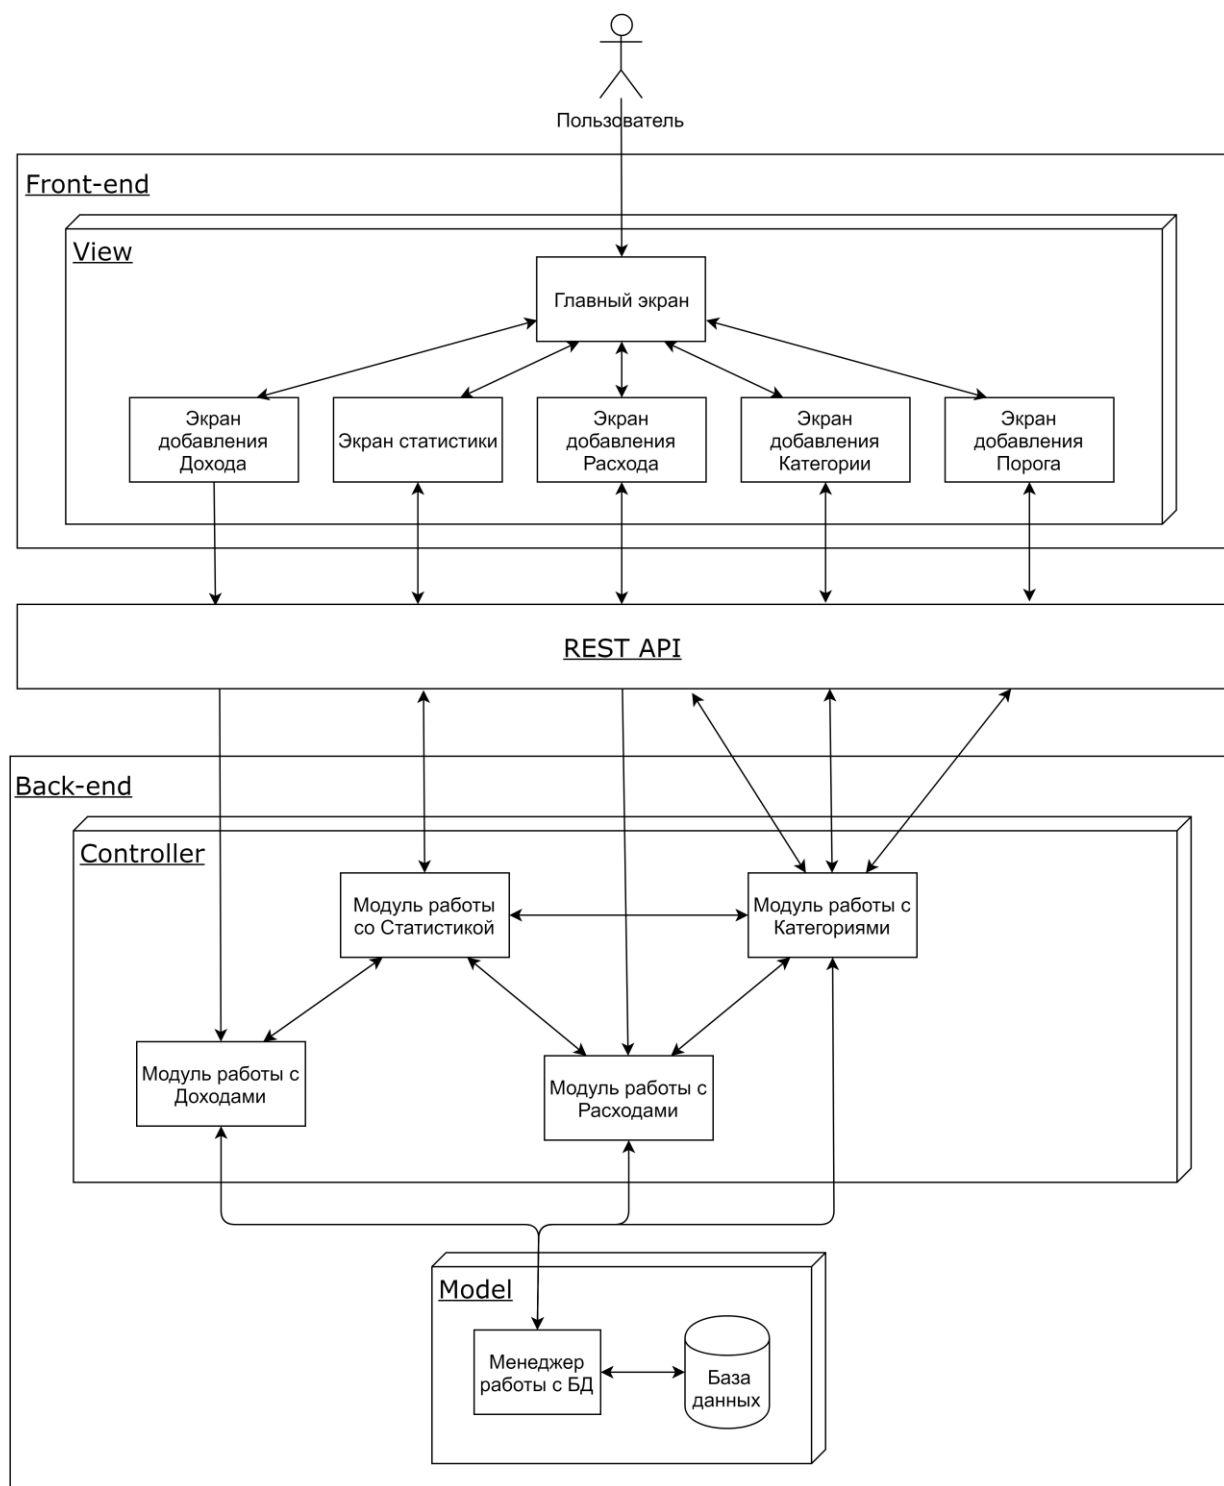 Пользователь
Front-end
View
Главный экран
Экран
добавления
Дохода
Экран статистики
Экран
добавления
Расхода
Экран
добавления
Категории
Экран
добавления
Порога
REST API
Back-end
Controller
Модуль работы
со Статистикой
Модуль работы с
Категориями
Модуль работы с
Доходами
Модуль работы с
Расходами
Model
Менеджер
работы с БД
База
данных